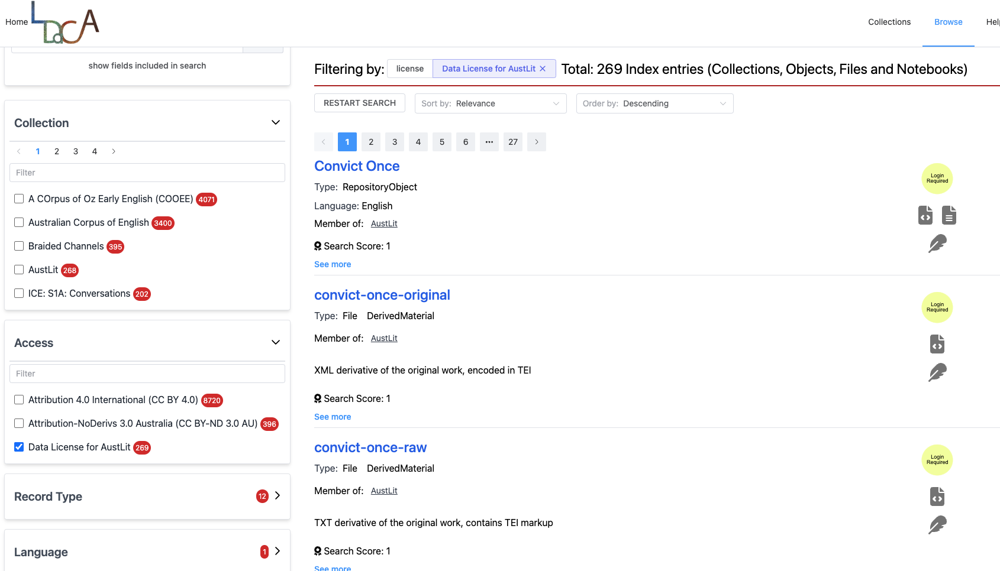 Home
LDaCA
Collections
Browse
show fields included in search
Collection
1 2 3 4
Filter
A COrpus of Oz Early English (COOEE) 4071
Australian Corpus of English 3400
Braided Channels 395
AustLit 268
ICE: S1A: Conversations 202
Access
Filter
Attribution 4.0 International (CC BY 4.0) 8720
Attribution-NoDerivs 3.0 Australia (CC BY-ND 3.0 AU) 396
Data License for AustLit 269
Record Type 12
Language 1
Filtering by: license Data License for AustLit × Total: 269 Index entries (Collections, Objects, Files and Notebooks)
RESTART SEARCH Sort by: Relevance Order by: Descending
1 2 3 4 5 6 ••• 27
Convict Once
Type: RepositoryObject
Language: English
Member of: AustLit
Search Score: 1
See more
Login
Required
convict-once-original
Type: File DerivedMaterial
Member of: AustLit
XML derivative of the original work, encoded in TEI
Search Score: 1
See more
Login
Required
convict-once-raw
Type: File DerivedMaterial
Member of: AustLit
TXT derivative of the original work, contains TEI markup
Search Score: 1
See more
Login
Required